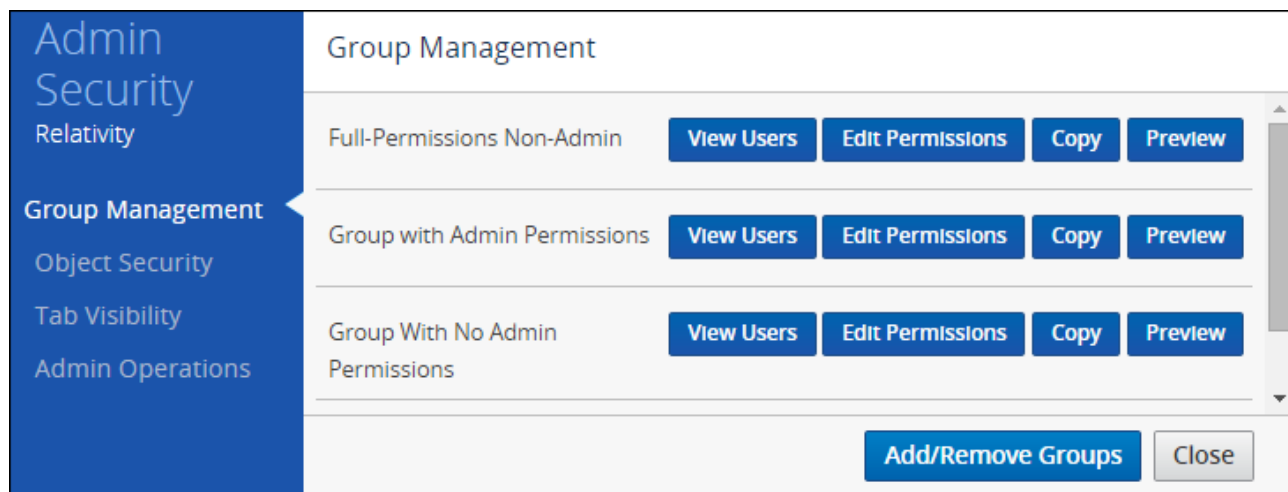 Admin
Security
Relativity
Group Management
Object Security
Tab Visibility
Admin Operations
Group Management
Full-Permissions Non-Admin View Users Edit Permissions Copy Preview
Group with Admin Permissions View Users Edit Permissions Copy Preview
Group With No Admin View Users Edit Permissions Copy Preview
Permissions
Add/Remove Groups Close